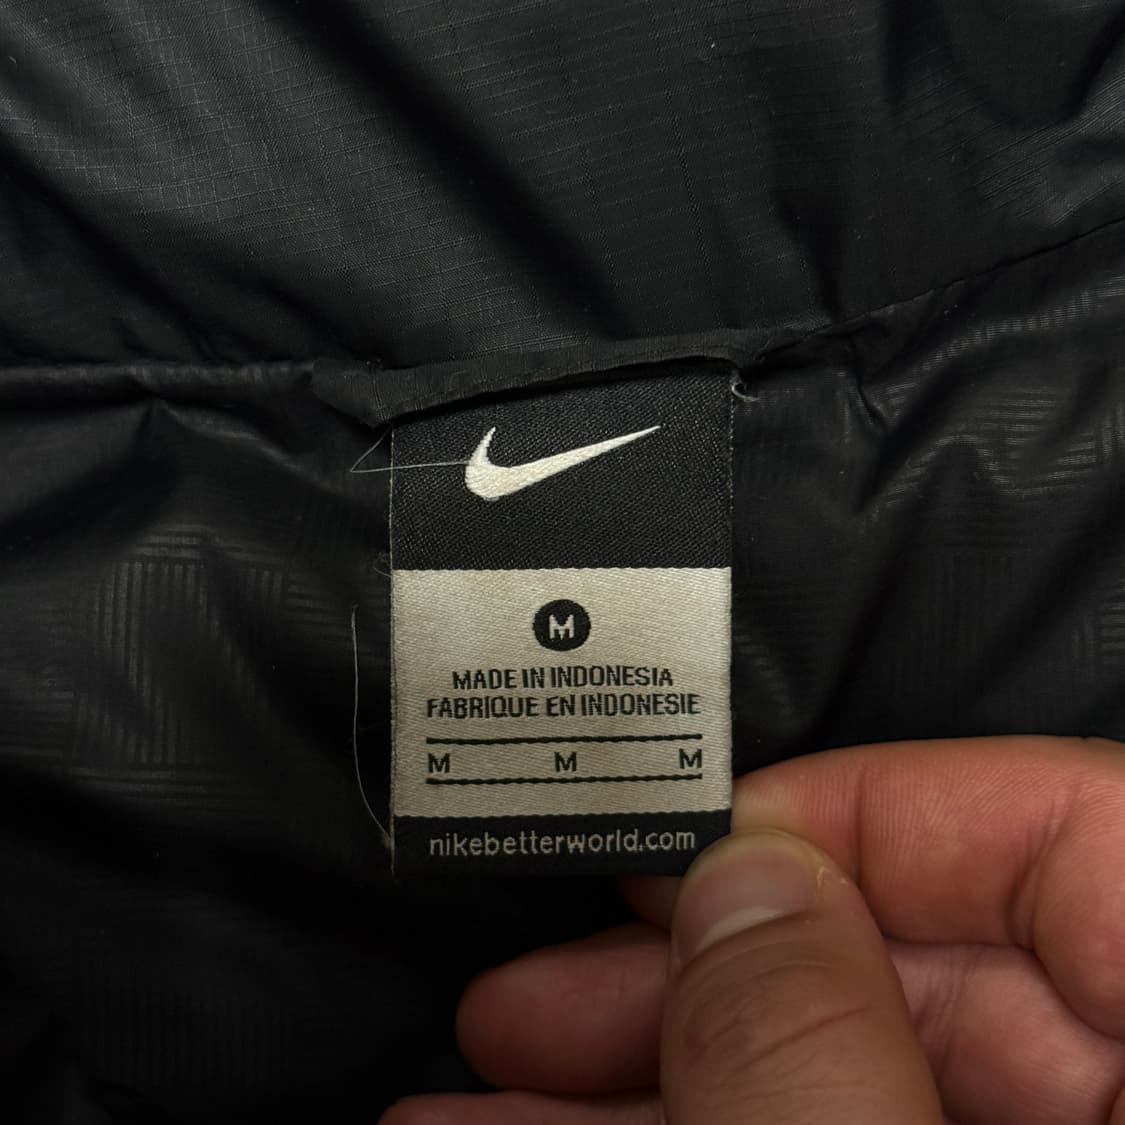 M
MADE IN INDONESIA
FABRIQUE EN INDONESIE
M M M
nikebetterworld.com